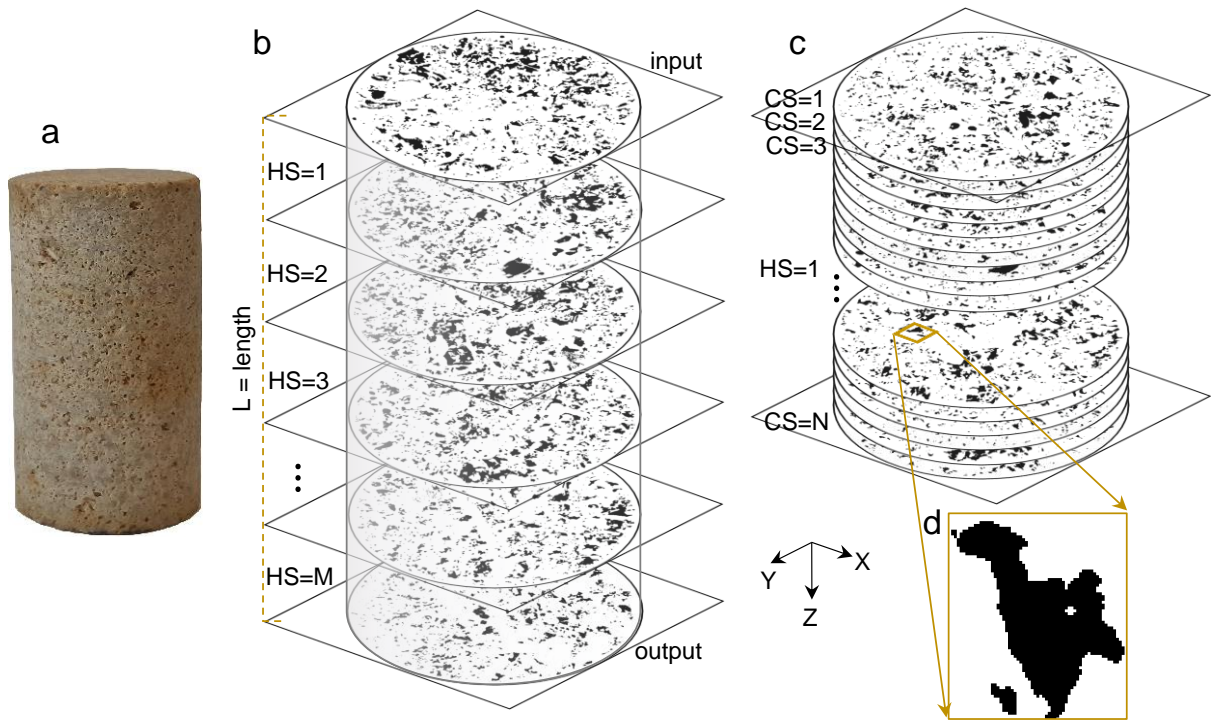 a
b
input
HS=1
HS=2
HS=3
HS=M
L = length
output
c
CS=1
CS=2
CS=3
HS=1
CS=N
d
X
Y
Z